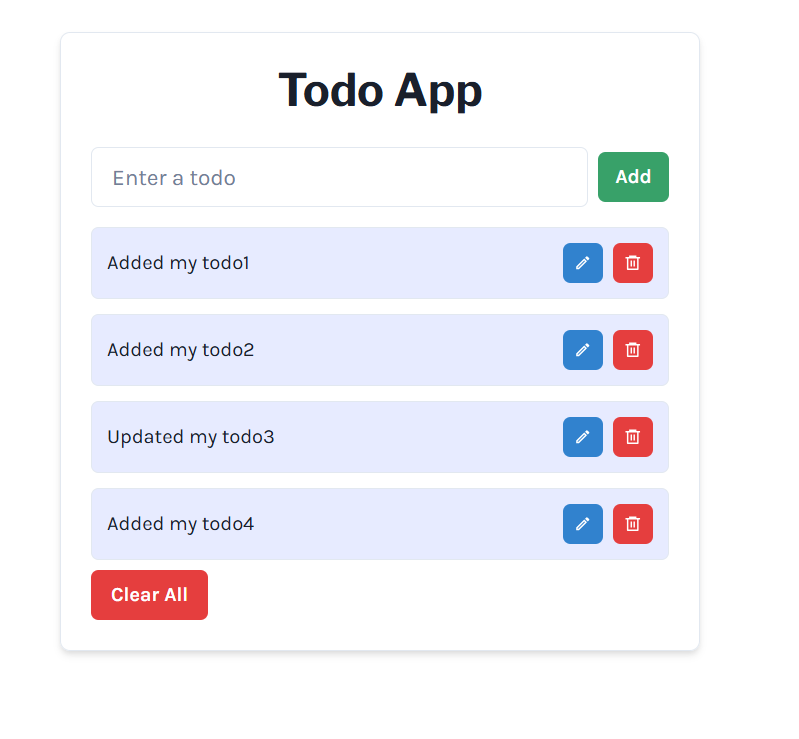 Todo App
Enter a todo
Add
Added my todo1
Added my todo2
Updated my todo3
Added my todo4
Clear All